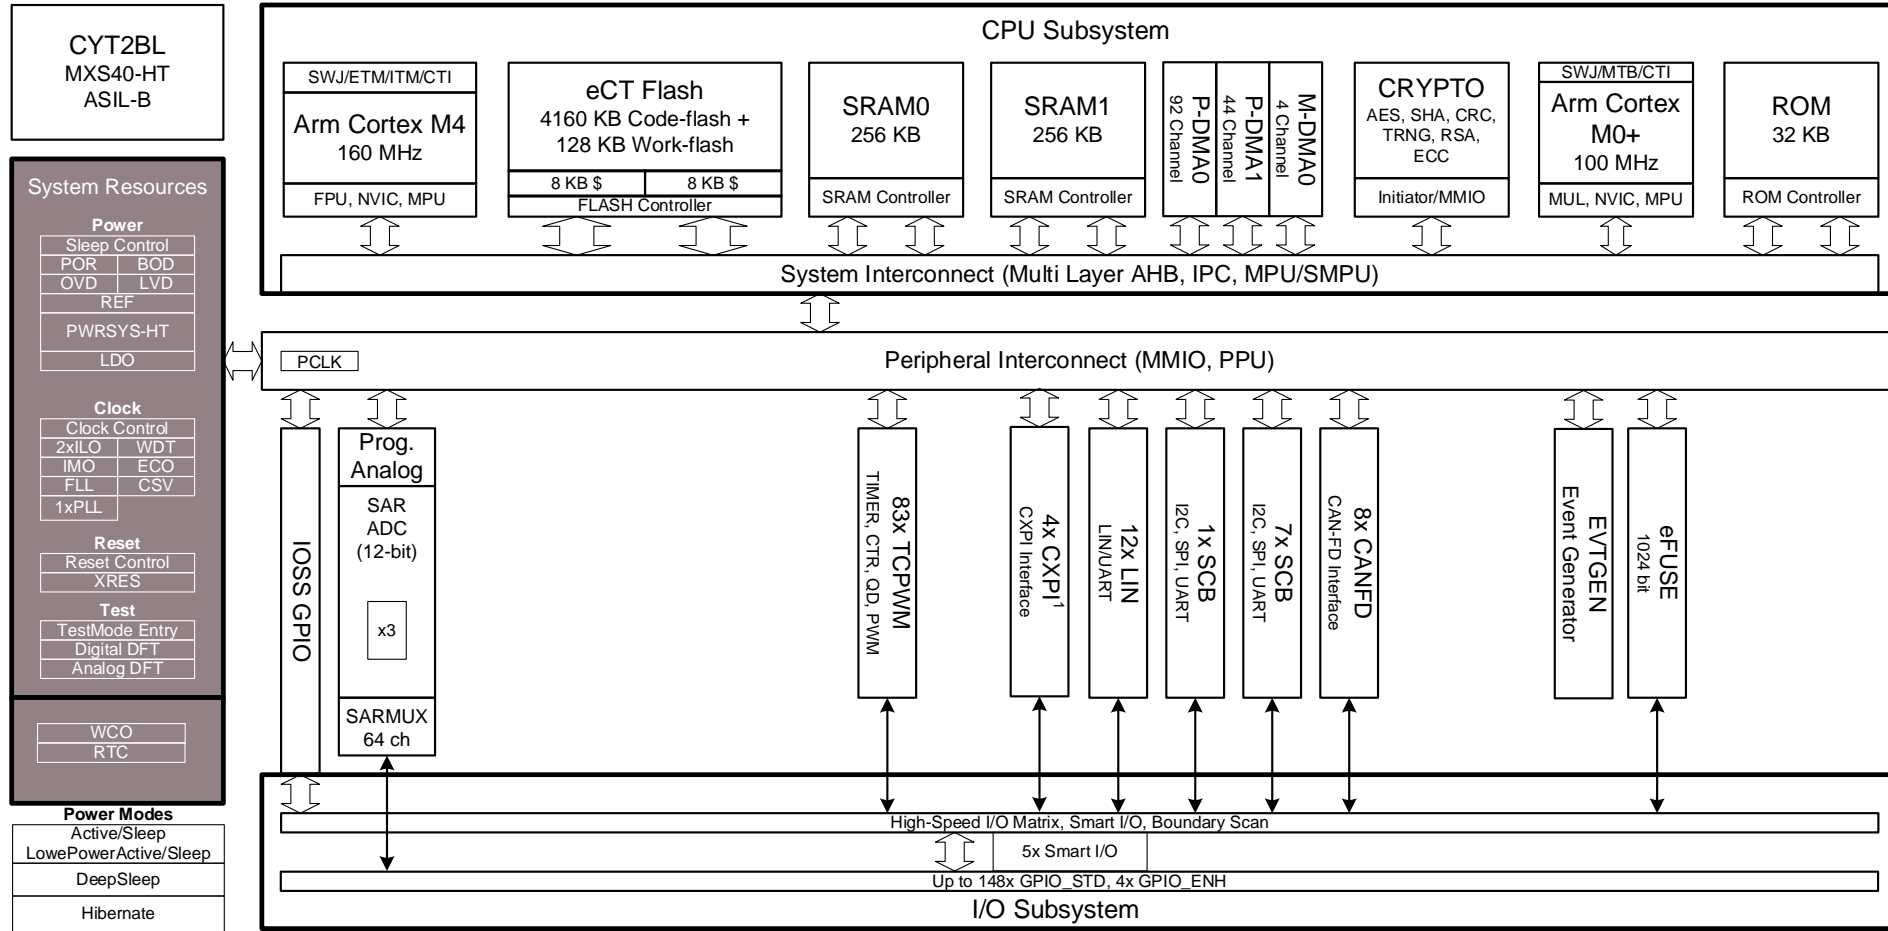 CYT2BL
MXS40-HT
ASIL-B
System Resources
Power
Sleep Control
POR BOD
OVD LVD
REF
PWRSYS-HT
LDO
Clock
Clock Control
2xILO WDT
IMO ECO
FLL CSV
1xPLL
Reset
Reset Control
XRES
Test
TestMode Entry
Digital DFT
Analog DFT
WCO
RTC
Power Modes
Active/Sleep
LowePowerActive/Sleep
DeepSleep
Hibernate
CPU Subsystem
SWJ/ETM/ITM/CTI
Arm Cortex M4
160 MHz
FPU, NVIC, MPU
eCT Flash
4160 KB Code-flash +
128 KB Work-flash
8 KB $ 8 KB $
FLASH Controller
SRAM0
256 KB
SRAM Controller
SRAM1
256 KB
SRAM Controller
P-DMA0
92 Channel
P-DMA1
44 Channel
M-DMA0
4 Channel
CRYPTO
AES, SHA, CRC,
TRNG, RSA,
ECC
Initiator/MMIO
SWJ/MTB/CTI
Arm Cortex
M0+
100 MHz
MUL, NVIC, MPU
ROM
32 KB
ROM Controller
System Interconnect (Multi Layer AHB, IPC, MPU/SMPU)
PCLK
Peripheral Interconnect (MMIO, PPU)
IOSS GPIO
Prog.
Analog
SAR
ADC
(12-bit)
x3
SARMUX
64 ch
83x TCPWM
TIMER, CTR, QD, PWM
4x CXPI1
CXPI Interface
12x LIN
LIN/UART
1x SCB
I2C, SPI, UART
7x SCB
I2C, SPI, UART
8x CANFD
CAN-FD Interface
EVTGEN
Event Generator
eFUSE
1024 bit
High-Speed I/O Matrix, Smart I/O, Boundary Scan
5x Smart I/O
Up to 148x GPIO_STD, 4x GPIO_ENH
I/O Subsystem